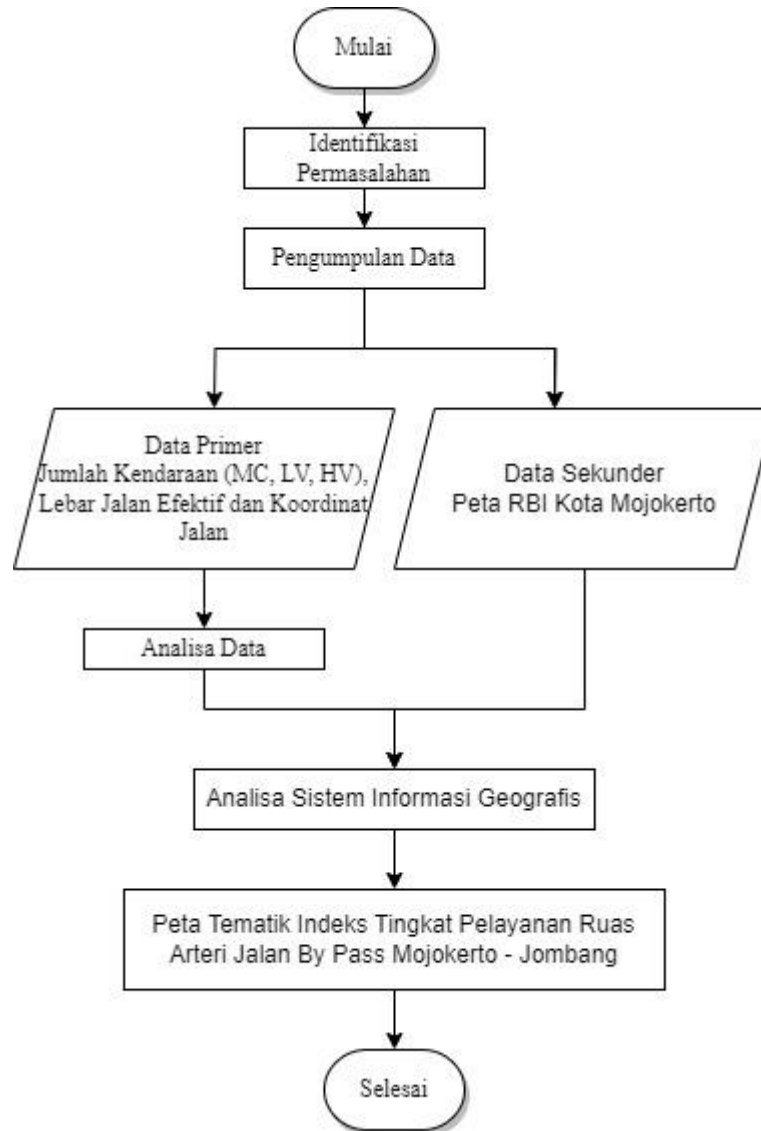 Mulai
Identifikasi
Permasalahan
Pengumpulan Data
Data Primer
Jumlah Kendaraan (MC, LV, HV),
Lebar Jalan Efektif dan Koordinat
Jalan
Data Sekunder
Peta RBI Kota Mojokerto
Analisa Data
Analisa Sistem Informasi Geografis
Peta Tematik Indeks Tingkat Pelayanan Ruas
Arteri Jalan By Pass Mojokerto - Jombang
Selesai